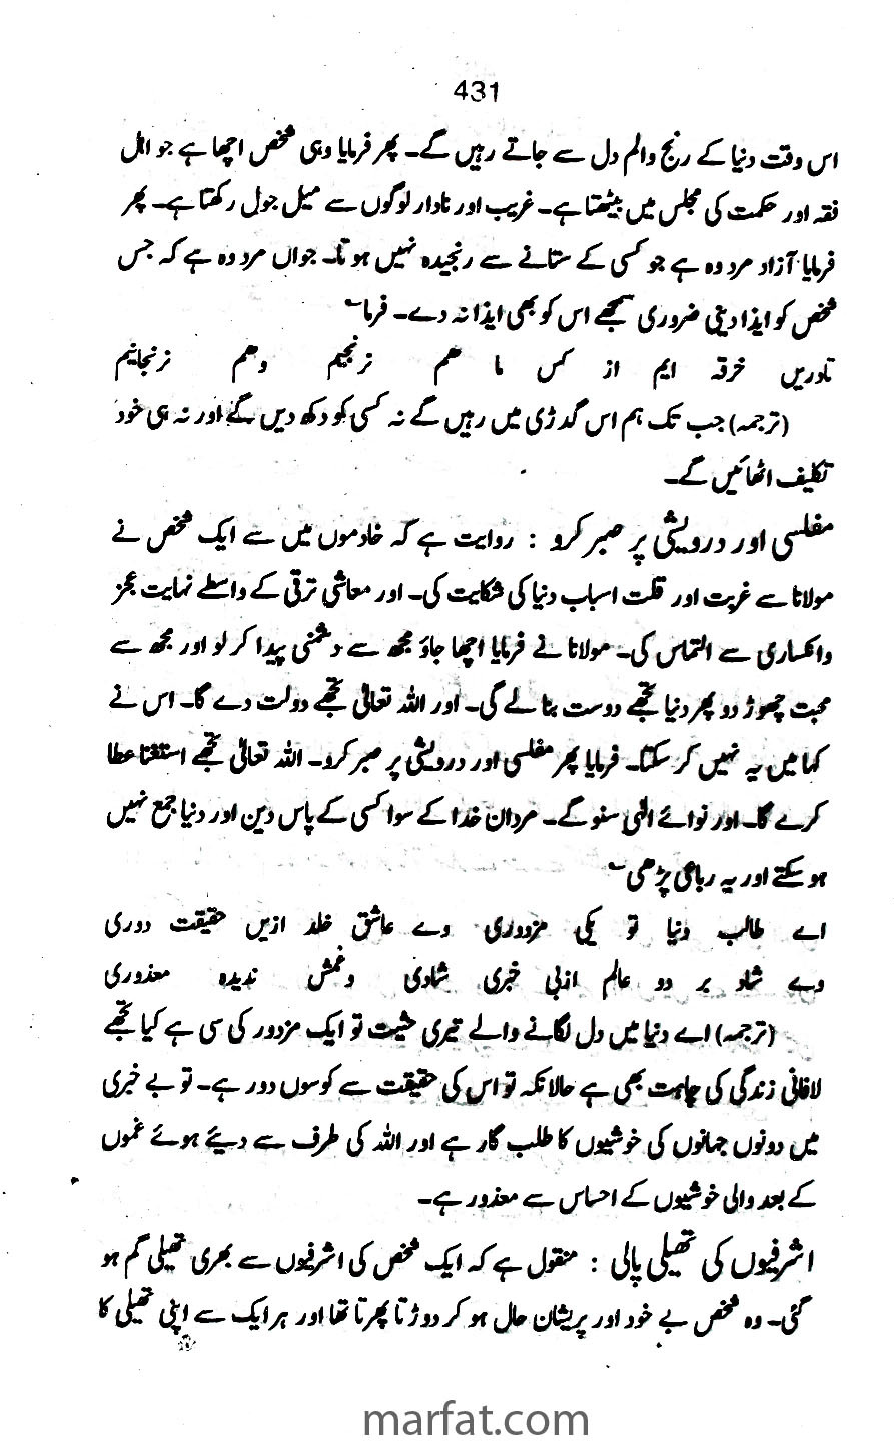 431
اس وقت دنیا کے رنج والم دل سے جاتے رہیں گے۔ پھر فرمایا وہی شخص اچھا ہے جو اہل
فقہ اور حکمت کی مجلس میں بیٹھتا ہے۔ غریب اور نادار لوگوں سے میل جول رکھتا ہے۔ پھر
فرمایا آزاد مرد وہ ہے جو کسی کے ستانے سے رنجیدہ نہیں ہوتا۔ جواں مرد وہ ہے کہ جس
شخص کو ایذا دینی ضروری سمجھے اس کو بھی ایذا نہ دے۔ فرما؎
تادریں خرقہ ایم از کس ما ھم نرنجیم وھم نرنجانیم
(ترجمہ) جب تک ہم اس گدڑی میں رہیں گے نہ کسی کو دکھ دیں گے اور نہ ہی خود
تکلیف اٹھائیں گے۔
مفلسی اور درویشی پر صبر کرو : روایت ہے کہ خادموں میں سے ایک شخص نے
مولانا سے غربت اور قلت اسباب دنیا کی شکایت کی۔ اور معاشی ترقی کے واسطے نہایت عجز
وانکساری سے التماس کی۔ مولانا نے فرمایا اچھا جاؤ مجھ سے دشمنی پیدا کر لو اور مجھ سے
محبت چھوڑ دو پھر دنیا تجھے دوست بنا لے گی۔ اور اللہ تعالیٰ تجھے دولت دے گا۔ اس نے
کہا میں یہ نہیں کر سکتا۔ فرمایا پھر مفلسی اور درویشی پر صبر کرو۔ اللہ تعالیٰ تجھے استغنا عطا
کرے گا۔ اور نوائے الٰہی سنو گے۔ مردان خدا کے سوا کسی کے پاس دین اور دنیا جمع نہیں
ہو سکتے اور یہ رباعی پڑھی؎
اے طالب دنیا تو یکی مزدوری وے عاشق خلد ازیں حقیقت دوری
وے شاد بر دو عالم ازبی خبری شادی وغمش ندیدہ معذوری
(ترجمہ) اے دنیا میں دل لگانے والے تیری حثیت تو ایک مزدور کی سی ہے کیا تجھے
لافانی زندگی کی چاہت بھی ہے حالانکہ تو اس کی حقیقت سے کوسوں دور ہے۔ تو بے خبری
میں دونوں جہانوں کی خوشیوں کا طلب گار ہے اور اللہ کی طرف سے دیئے ہوئے غموں
کے بعد والی خوشیوں کے احساس سے معذور ہے۔
اشرفیوں کی تھیلی پالی : منقول ہے کہ ایک شخص کی اشرفیوں سے بھری تھیلی گم ہو
گئی۔ وہ شخص بے خود اور پریشان حال ہو کر دوڑتا پھرتا تھا اور ہر ایک سے اپنی تھیلی کا
marfat.com